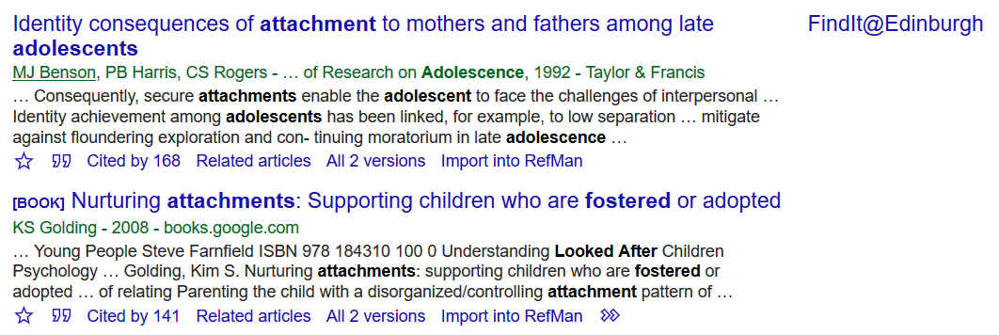 Identity consequences of attachment to mothers and fathers among late
adolescents
FindIt@Edinburgh
MJ Benson, PB Harris, CS Rogers - … of Research on Adolescence, 1992 - Taylor & Francis
… Consequently, secure attachments enable the adolescent to face the challenges of interpersonal …
Identity achievement among adolescents has been linked, for example, to low separation … mitigate
against floundering exploration and con- tinuing moratorium in late adolescence …
Cited by 168 Related articles All 2 versions Import into RefMan
[BOOK] Nurturing attachments: Supporting children who are fostered or adopted
KS Golding - 2008 - books.google.com
… Young People Steve Farnfield ISBN 978 184310 100 0 Understanding Looked After Children
Psychology … Golding, Kim S. Nurturing attachments: supporting children who are fostered or
adopted … of relating Parenting the child with a disorganized/controlling attachment pattern of …
Cited by 141 Related articles All 2 versions Import into RefMan